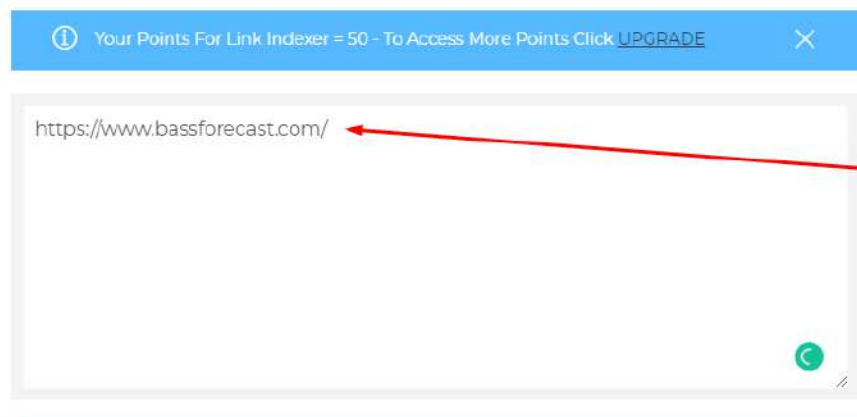 Your Points For Link Indexer = 50 - To Access More Points Click UPGRADE
https://www.bassforecast.com/